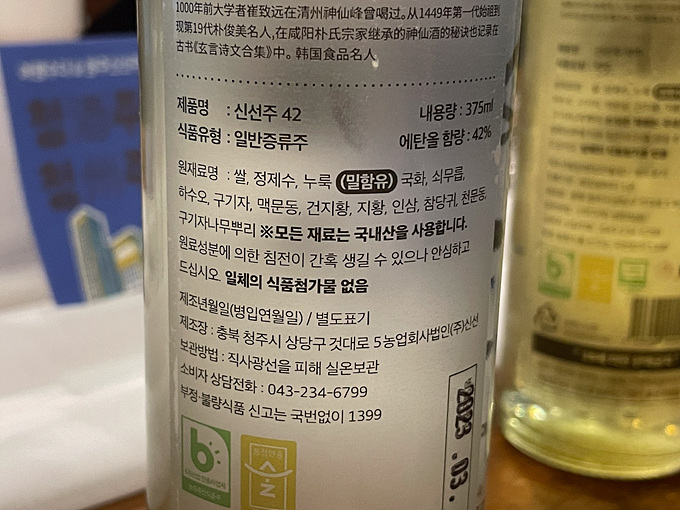 1000年前大学者崔致远在清州神仙峰曾喝过。从1449年第一代始祖到
现第19代朴俊美名人,在咸阳朴氏宗家继承的神仙酒的秘诀也记录在
古书《玄言诗文合集》中。韩国食品名人
제품명 : 신선주 42 내용량 : 375ml
식품유형 : 일반증류주 에탄올 함량 : 42%
원재료명 : 쌀, 정제수, 누룩 (밀함유) 국화, 쇠무릅,
하수오, 구기자, 맥문동, 건지황, 지황, 인삼, 참당귀, 천문동,
구기자나무뿌리 ※모든 재료는 국내산을 사용합니다.
원료성분에 의한 침전이 간혹 생길 수 있으나 안심하고
드십시오. 일체의 식품첨가물 없음
제조년월일(병입연월일) / 별도표기
제조장 : 충북 청주시 상당구 것대로 5 농업회사법인(주)신선
보관방법 : 직사광선을 피해 실온보관
소비자 상담전화 : 043-234-6799
부정·불량식품 신고는 국번없이 1399
2023. 03.